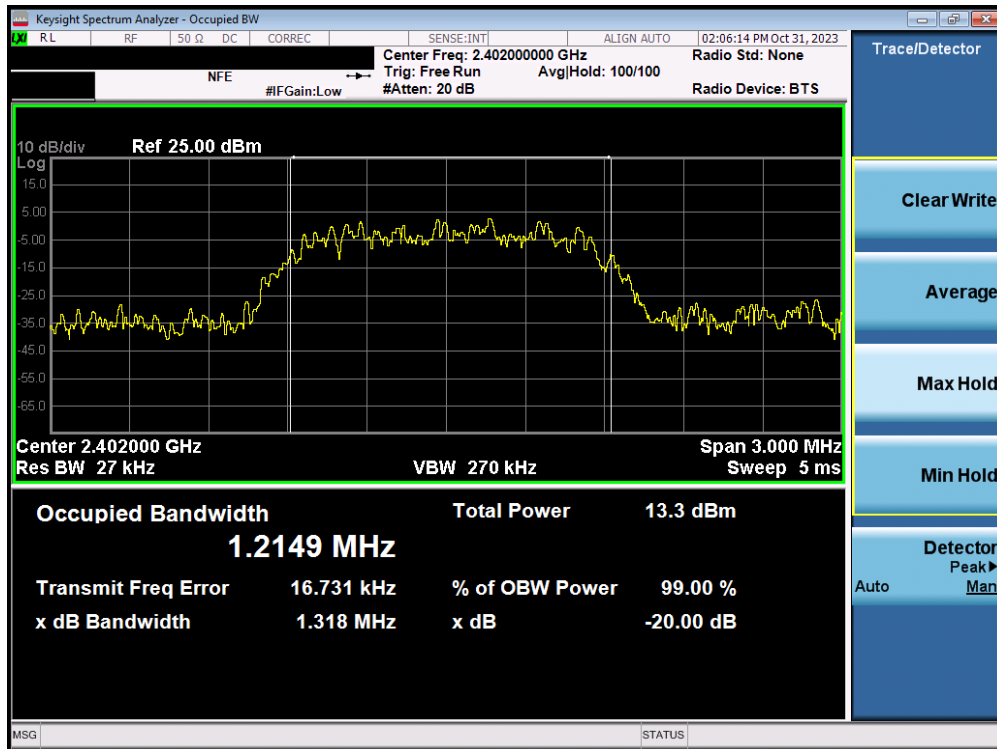 Keysight Spectrum Analyzer - Occupied BW
LXI RL RF 50 Ω DC CORREC SENSE:INT ALIGN AUTO 02:06:14 PM Oct 31, 2023
Center Freq: 2.402000000 GHz Radio Std: None
NFE Trig: Free Run Avg|Hold: 100/100
#IFGain:Low #Atten: 20 dB Radio Device: BTS
Trace/Detector
10 dB/div Ref 25.00 dBm
Log
15.0
5.00
-5.00
-15.0
-25.0
-35.0
-45.0
-55.0
-65.0
Center 2.402000 GHz Span 3.000 MHz
Res BW 27 kHz VBW 270 kHz Sweep 5 ms
Occupied Bandwidth Total Power 13.3 dBm
1.2149 MHz
Transmit Freq Error 16.731 kHz % of OBW Power 99.00 %
x dB Bandwidth 1.318 MHz x dB -20.00 dB
Clear Write
Average
Max Hold
Min Hold
Detector
Peak▶
Auto Man
MSG STATUS